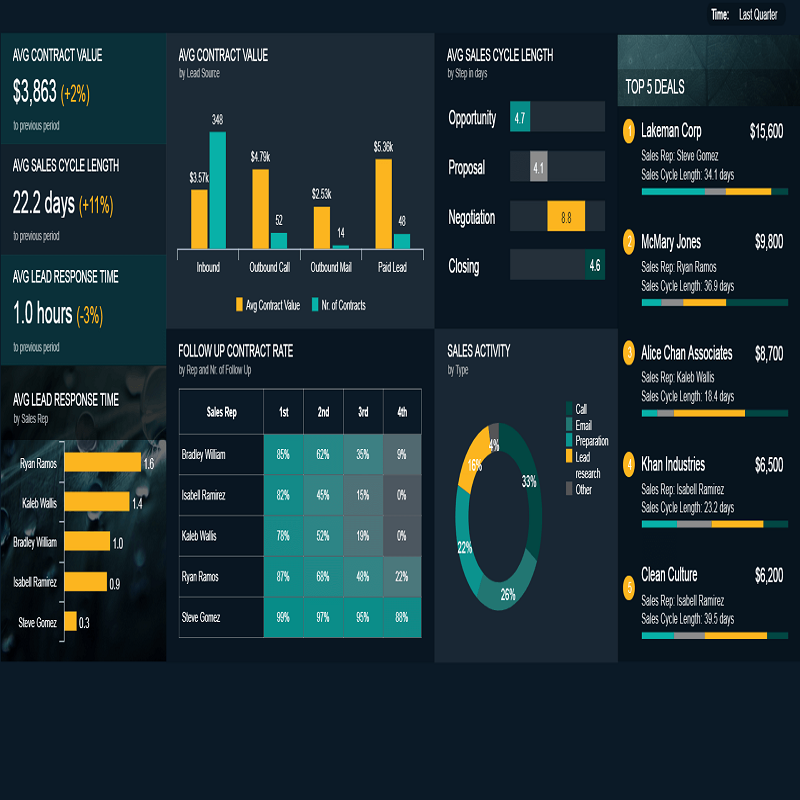 Time: Last Quarter
AVG CONTRACT VALUE
$3,863 (+2%)
to previous period
AVG SALES CYCLE LENGTH
22.2 days (+11%)
to previous period
AVG LEAD RESPONSE TIME
1.0 hours (-3%)
to previous period
AVG LEAD RESPONSE TIME
by Sales Rep
Ryan Ramos 1.6
Kaleb Wallis 1.4
Bradley William 1.0
Isabell Ramirez 0.9
Steve Gomez 0.3
AVG CONTRACT VALUE
by Lead Source
$3.57k 348
$4.79k 52
$2.53k 14
$5.36k 48
Inbound Outbound Call Outbound Mail Paid Lead
Avg Contract Value Nr. of Contracts
FOLLOW UP CONTRACT RATE
by Rep and Nr. of Follow Up
Sales Rep 1st 2nd 3rd 4th
Bradley William 85% 62% 35% 9%
Isabell Ramirez 82% 45% 15% 0%
Kaleb Wallis 78% 52% 19% 0%
Ryan Ramos 87% 68% 48% 22%
Steve Gomez 99% 97% 95% 88%
AVG SALES CYCLE LENGTH
by Step in days
Opportunity 4.7
Proposal 4.1
Negotiation 8.8
Closing 4.6
SALES ACTIVITY
by Type
Call
Email
Preparation
Lead
research
Other
4%
16%
33%
22%
26%
TOP 5 DEALS
1 Lakeman Corp $15,600
Sales Rep: Steve Gomez
Sales Cycle Length: 34.1 days
2 McMary Jones $9,800
Sales Rep: Ryan Ramos
Sales Cycle Length: 36.9 days
3 Alice Chan Associates $8,700
Sales Rep: Kaleb Wallis
Sales Cycle Length: 18.4 days
4 Khan Industries $6,500
Sales Rep: Isabell Ramirez
Sales Cycle Length: 23.2 days
5 Clean Culture $6,200
Sales Rep: Isabell Ramirez
Sales Cycle Length: 39.5 days